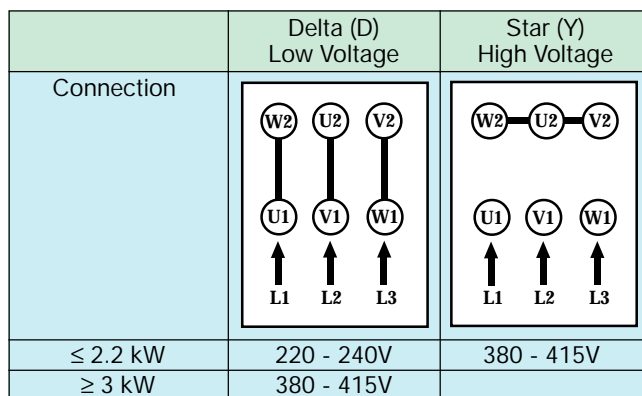 Delta (D)
Low Voltage
Star (Y)
High Voltage
Connection
W2 U2 V2
U1 V1 W1
L1 L2 L3
W2 U2 V2
U1 V1 W1
L1 L2 L3
≤ 2.2 kW 220 - 240V 380 - 415V
≥ 3 kW 380 - 415V